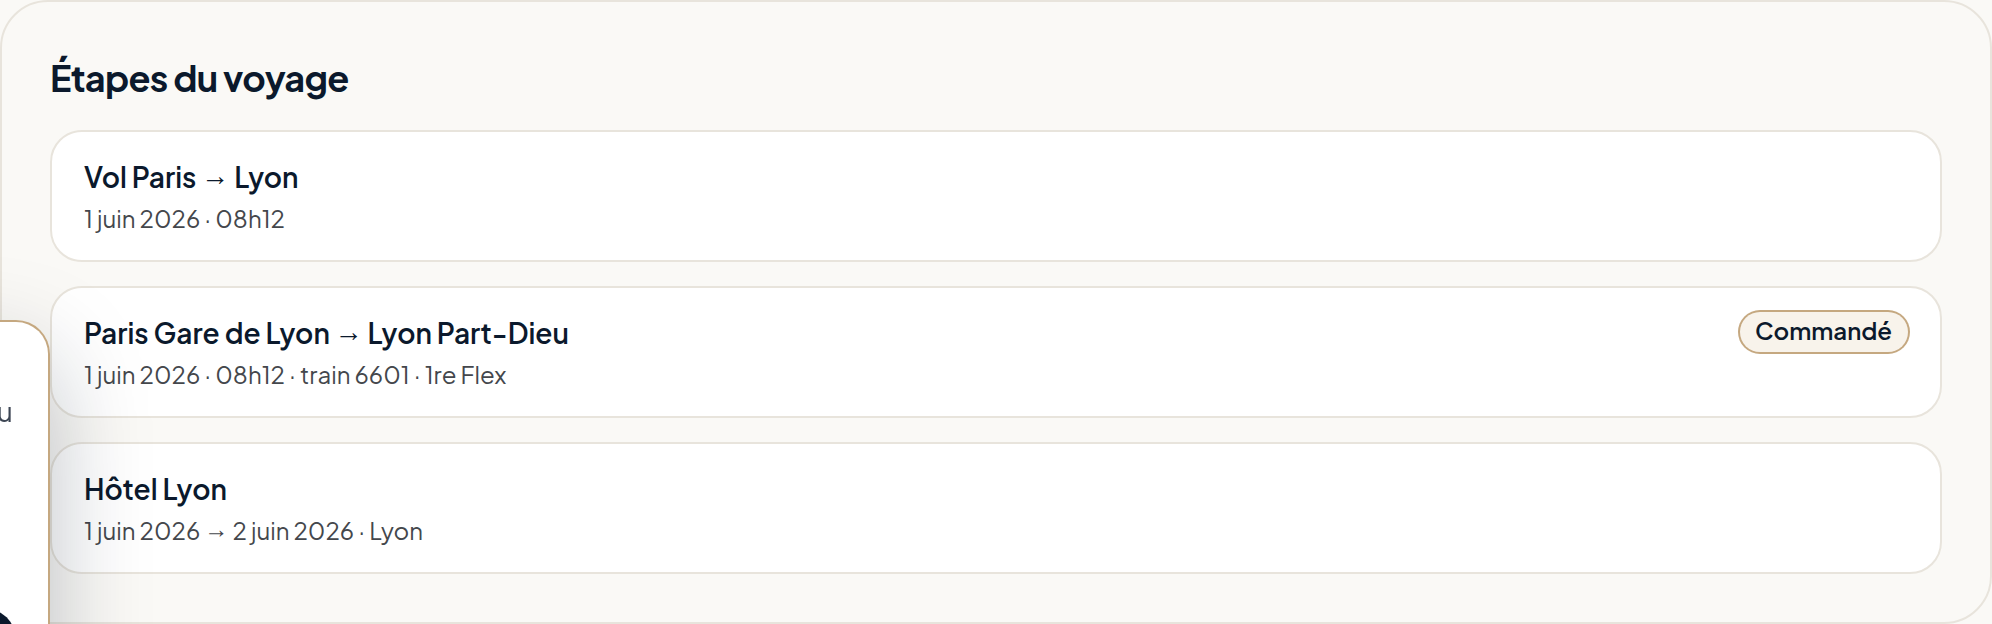 Étapes du voyage
Vol Paris → Lyon
1 juin 2026 · 08h12
Paris Gare de Lyon → Lyon Part-Dieu
Commandé
1 juin 2026 · 08h12 · train 6601 · 1re Flex
u
Hôtel Lyon
1 juin 2026 → 2 juin 2026 · Lyon